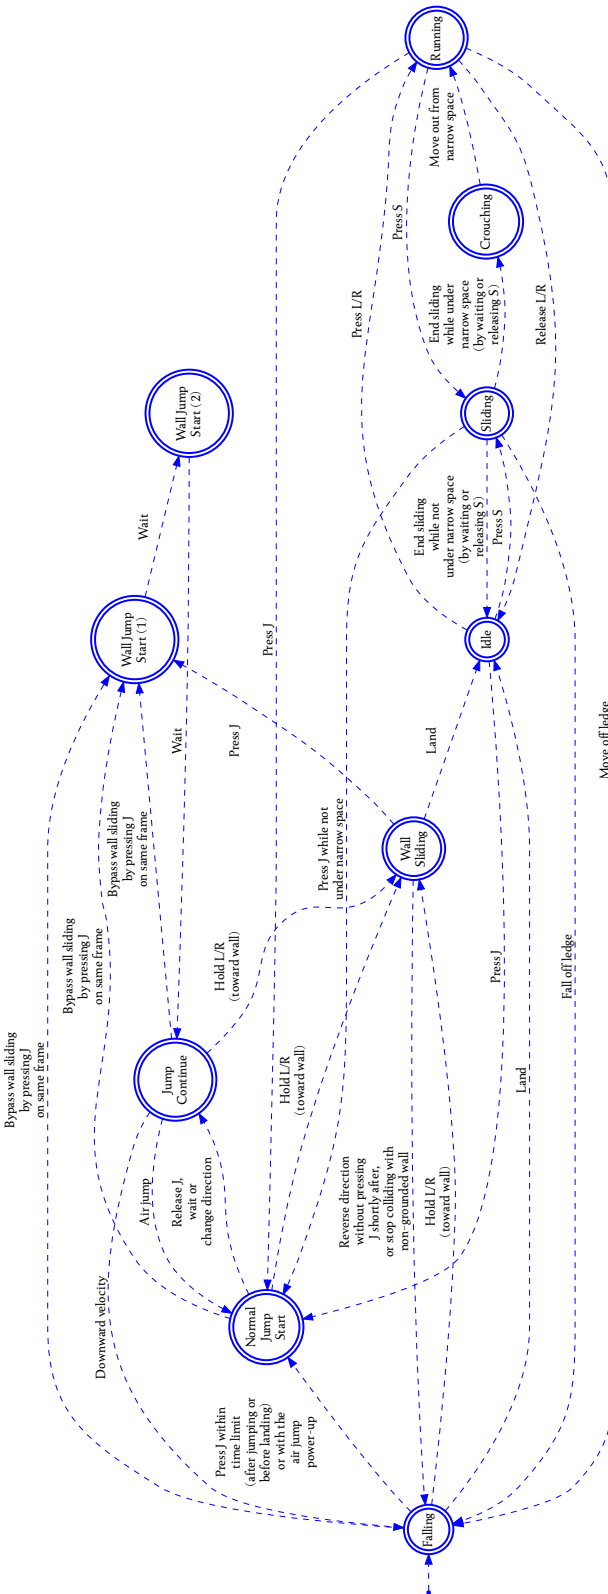 Running
Move out from
narrow space
Press S
Crouching
Press L/R
End sliding
while under
narrow space
(by waiting or
releasing S)
Release L/R
Wall Jump
Start (2)
Sliding
Wait
End sliding
while not
under narrow space
(by waiting or
releasing S)
Press S
Wall Jump
Start (1)
Press J
Idle
Wait
Press J
Land
Move off ledge
Bypass wall sliding
by pressing J
on same frame
Press J while not
under narrow space
Wall
Sliding
Bypass wall sliding
by pressing J
on same frame
Hold L/R
(toward wall)
Press J
Fall off ledge
Bypass wall sliding
by pressing J
on same frame
Jump
Continue
Hold L/R
(toward wall)
Land
Air jump
Release J,
wait or
change direction
Reverse direction
without pressing
J shortly after,
or stop colliding with
non-grounded wall
Hold L/R
(toward wall)
Downward velocity
Normal
Jump
Start
Press J within
time limit
(after jumping or
before landing)
or with the
air jump
power-up
Falling